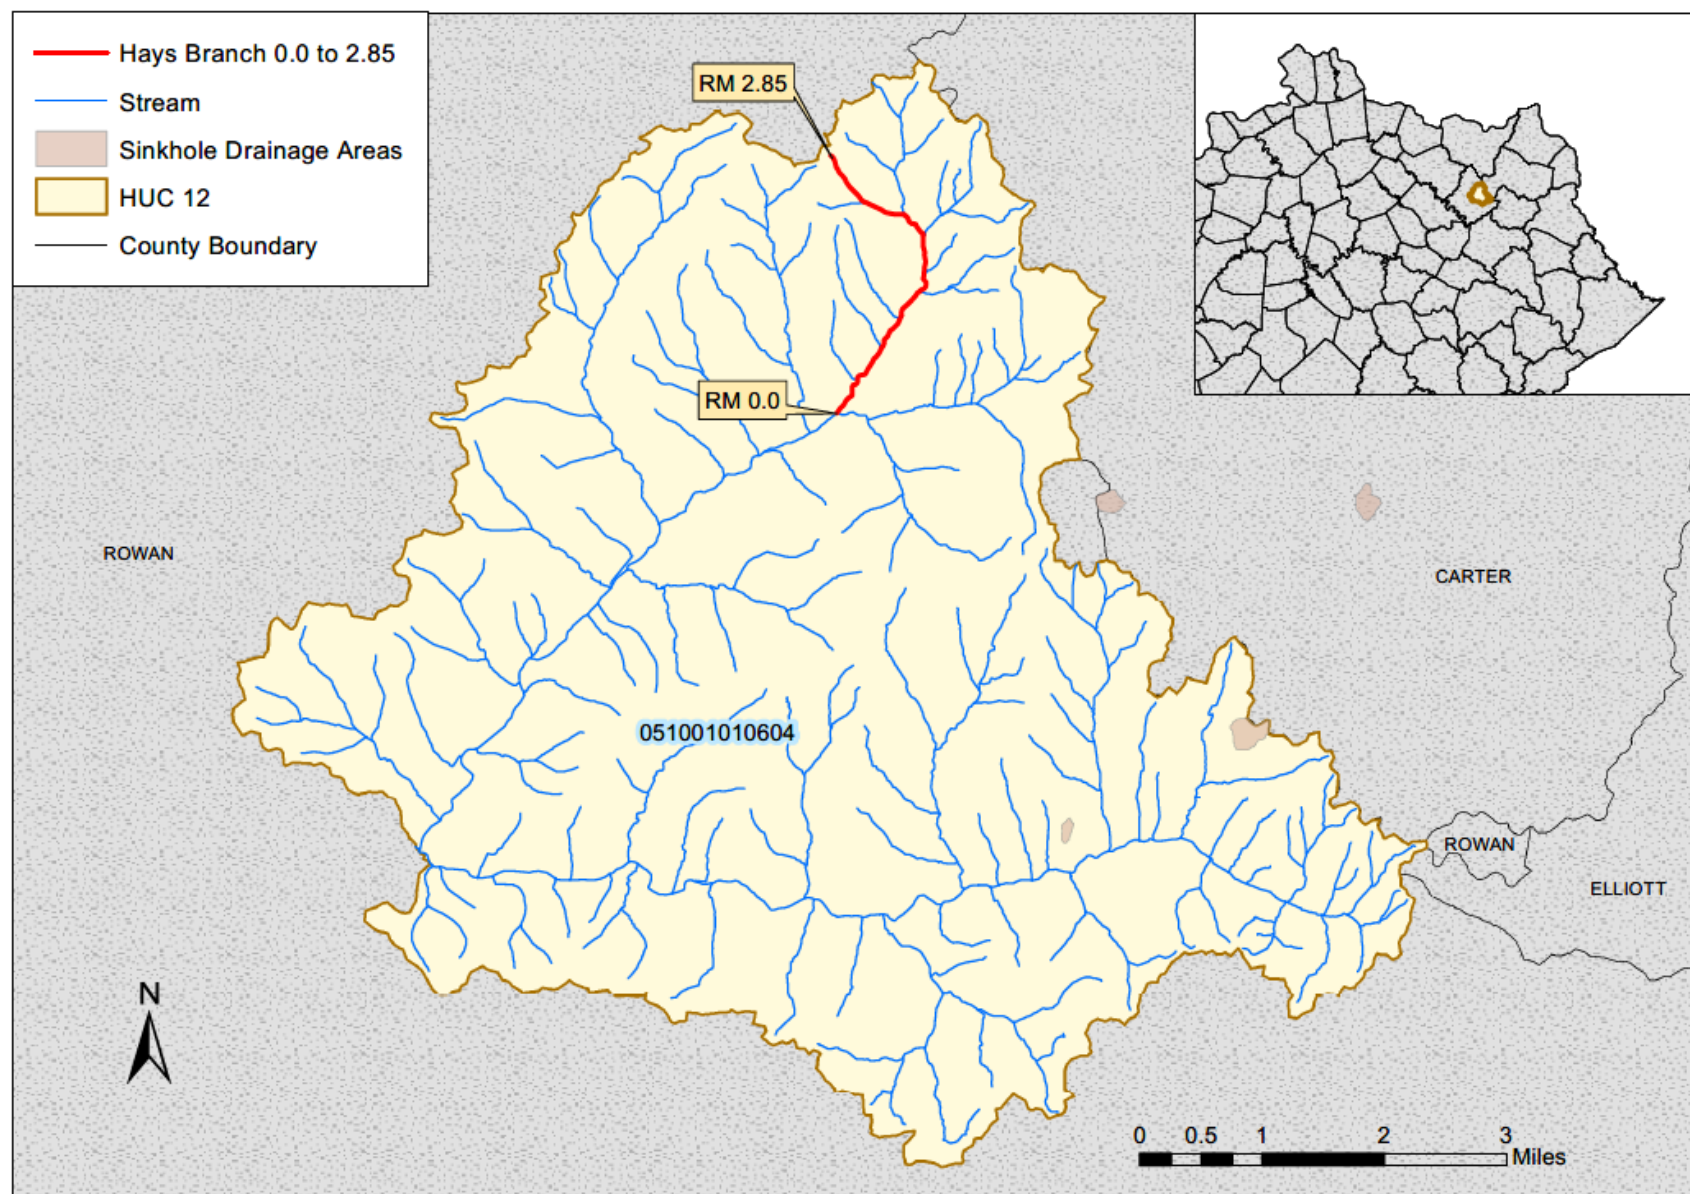 Hays Branch 0.0 to 2.85
Stream
Sinkhole Drainage Areas
HUC 12
County Boundary
RM 2.85
RM 0.0
ROWAN
CARTER
051001010604
ROWAN
ELLIOTT
N
0 0.5 1 2 3
Miles